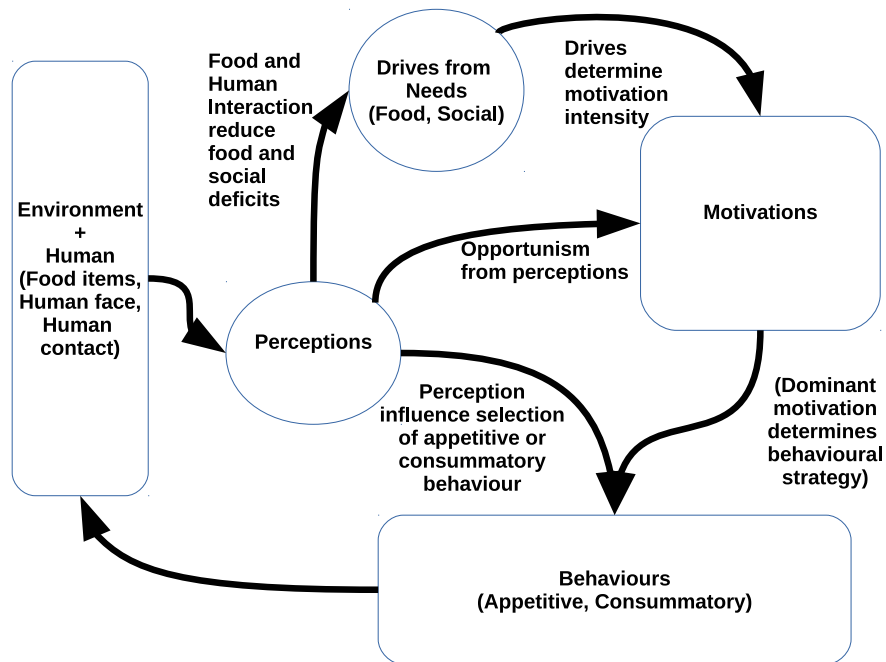 Food and
Human
Interaction
reduce
food and
social
deficits
Drives from
Needs
(Food, Social)
Drives
determine
motivation
intensity
Environment
+
Human
(Food items,
Human face,
Human
contact)
Motivations
Opportunism
from perceptions
Perceptions
Perception
influence selection
of appetitive or
consummatory
behaviour
(Dominant
motivation
determines
behavioural
strategy)
Behaviours
(Appetitive, Consummatory)